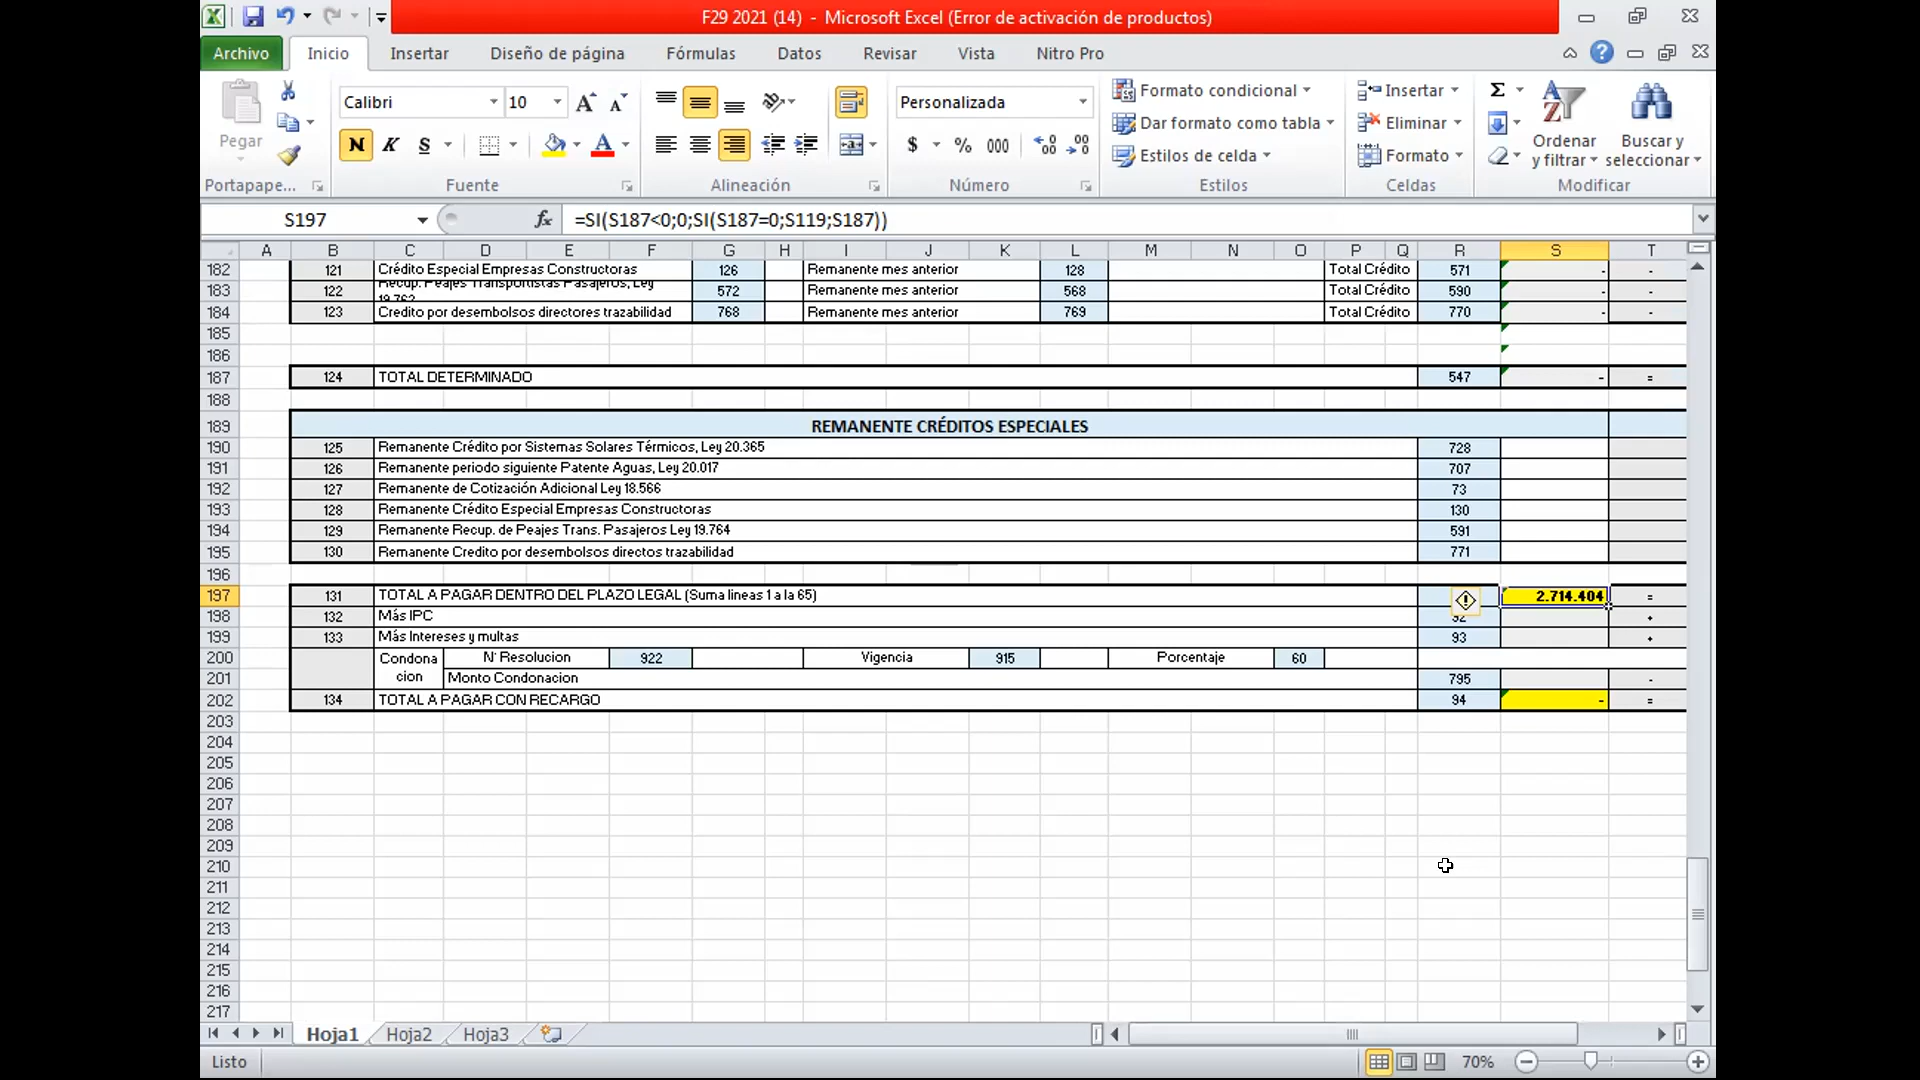 F29 2021 (14) - Microsoft Excel (Error de activación de productos)
Archivo Inicio Insertar Diseño de página Fórmulas Datos Revisar Vista Nitro Pro
Pegar
Calibri 10
N K S
Personalizada
$ % 000
Formato condicional
Dar formato como tabla
Estilos de celda
Insertar
Eliminar
Formato
Σ
Ordenar y filtrar
Buscar y seleccionar
Portapape... Fuente Alineación Número Estilos Celdas Modificar
S197 fx =SI(S187<0;0;SI(S187=0;S119;S187))
A B C D E F G H I J K L M N O P Q R S T
182 121 Crédito Especial Empresas Constructoras 126 Remanente mes anterior 128 Total Crédito 571 - -
183 122 Recup. Peajes Transportistas Pasajeros, Ley 19.762 572 Remanente mes anterior 568 Total Crédito 590 - -
184 123 Credito por desembolsos directores trazabilidad 768 Remanente mes anterior 769 Total Crédito 770 - -
185
186
187 124 TOTAL DETERMINADO 547 - =
188
189 REMANENTE CRÉDITOS ESPECIALES
190 125 Remanente Crédito por Sistemas Solares Térmicos, Ley 20.365 728
191 126 Remanente periodo siguiente Patente Aguas, Ley 20.017 707
192 127 Remanente de Cotización Adicional Ley 18.566 73
193 128 Remanente Crédito Especial Empresas Constructoras 130
194 129 Remanente Recup. de Peajes Trans. Pasajeros Ley 19.764 591
195 130 Remanente Credito por desembolsos directos trazabilidad 771
196
197 131 TOTAL A PAGAR DENTRO DEL PLAZO LEGAL (Suma lineas 1 a la 65) 2.714.404 =
198 132 Más IPC 92 +
199 133 Más Intereses y multas 93 +
200 Condona cion N° Resolucion 922 Vigencia 915 Porcentaje 60
201 Monto Condonacion 795 -
202 134 TOTAL A PAGAR CON RECARGO 94 - =
203
204
205
206
207
208
209
210
211
212
213
214
215
216
217
Hoja1 Hoja2 Hoja3
Listo 70%